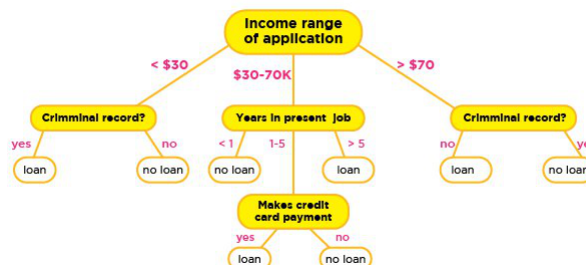 Income range
of application
< $30
$30-70K
> $70
Crimminal record?
Years in present job
Crimminal record?
yes
no
< 1
1-5
> 5
no
ye
loan
no loan
no loan
loan
loan
no loan
Makes credit
card payment
yes
no
loan
no loan